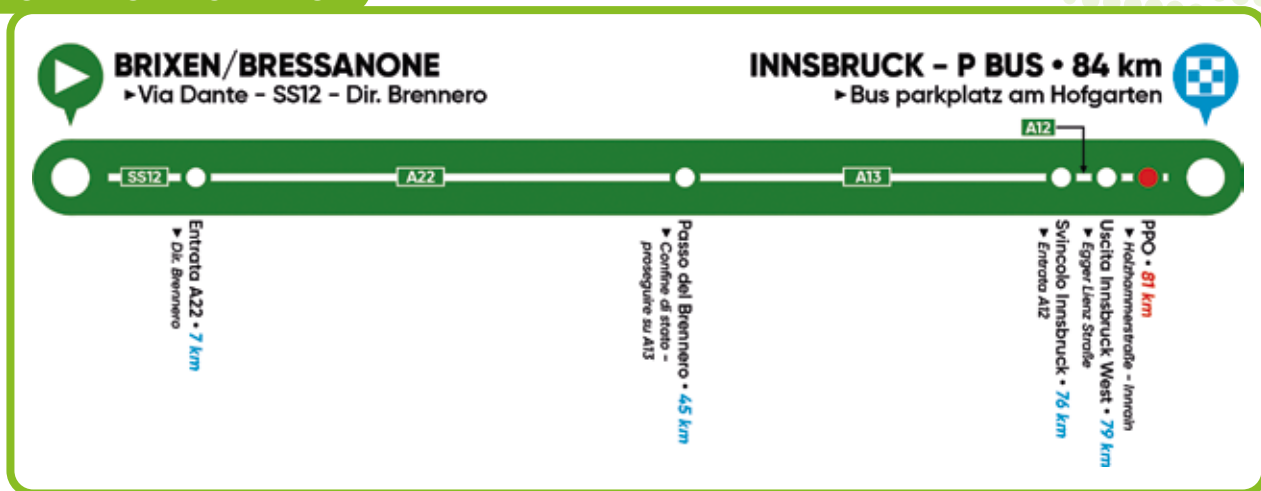 BRIXEN/BRESSANONE
▸Via Dante - SS12 - Dir. Brennero
INNSBRUCK - P BUS • 84 km
▸Bus parkplatz am Hofgarten
A12
SS12
A22
A13
Entrata A22 • 7 km
▸ Dir. Brennero
Passo del Brennero • 45 km
▸ Confine di stato -
proseguire su A13
Svincolo Innsbruck • 76 km
▸ Entrata A12
Uscita Innsbruck West • 79 km
▸ Egger Lienz Straße
PPO • 81 km
▸ Holzhammerstraße - Innrain